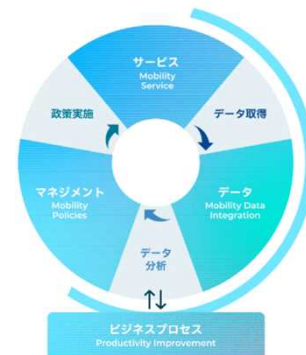 サービス
Mobility
Service
政策実施
データ取得
マネジメント
Mobility
Policies
データ
Mobility Data
Integration
データ
分析
ビジネスプロセス
Productivity Improvement